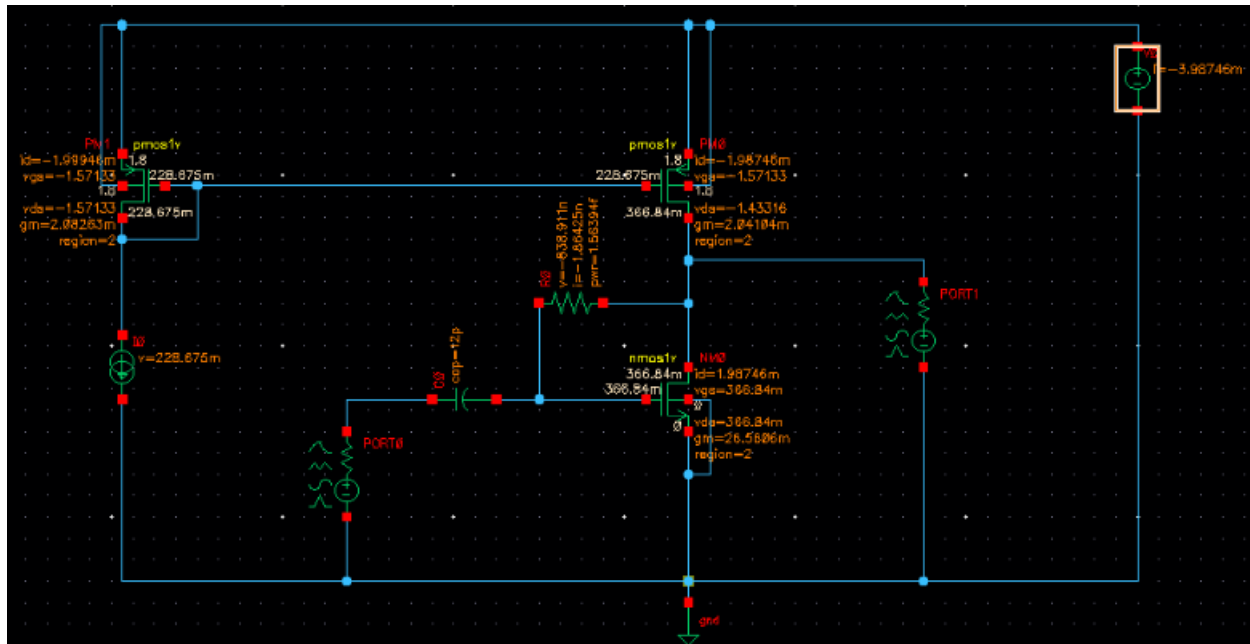 V0
i=-3.98746m
PM1
pmos1v
id=-1.99946m
1.8
vgs=-1.57133
228.675m
1.8
vds=-1.57133
228.675m
gm=2.08263m
region=2
pmos1v
PM0
1.8
id=-1.98746m
228.675m
vgs=-1.57133
1.8
366.84m
vds=-1.43316
gm=2.04104m
region=2
R0
v=-838.911n
i=-1.86425n
pwr=1.56394f
PORT1
I0
v=228.675m
C0
cap=12p
nmos1v
NM0
366.84m
id=1.98746m
366.84m
vgs=366.84m
0
vds=366.84m
0
gm=26.5606m
region=2
PORT0
gnd